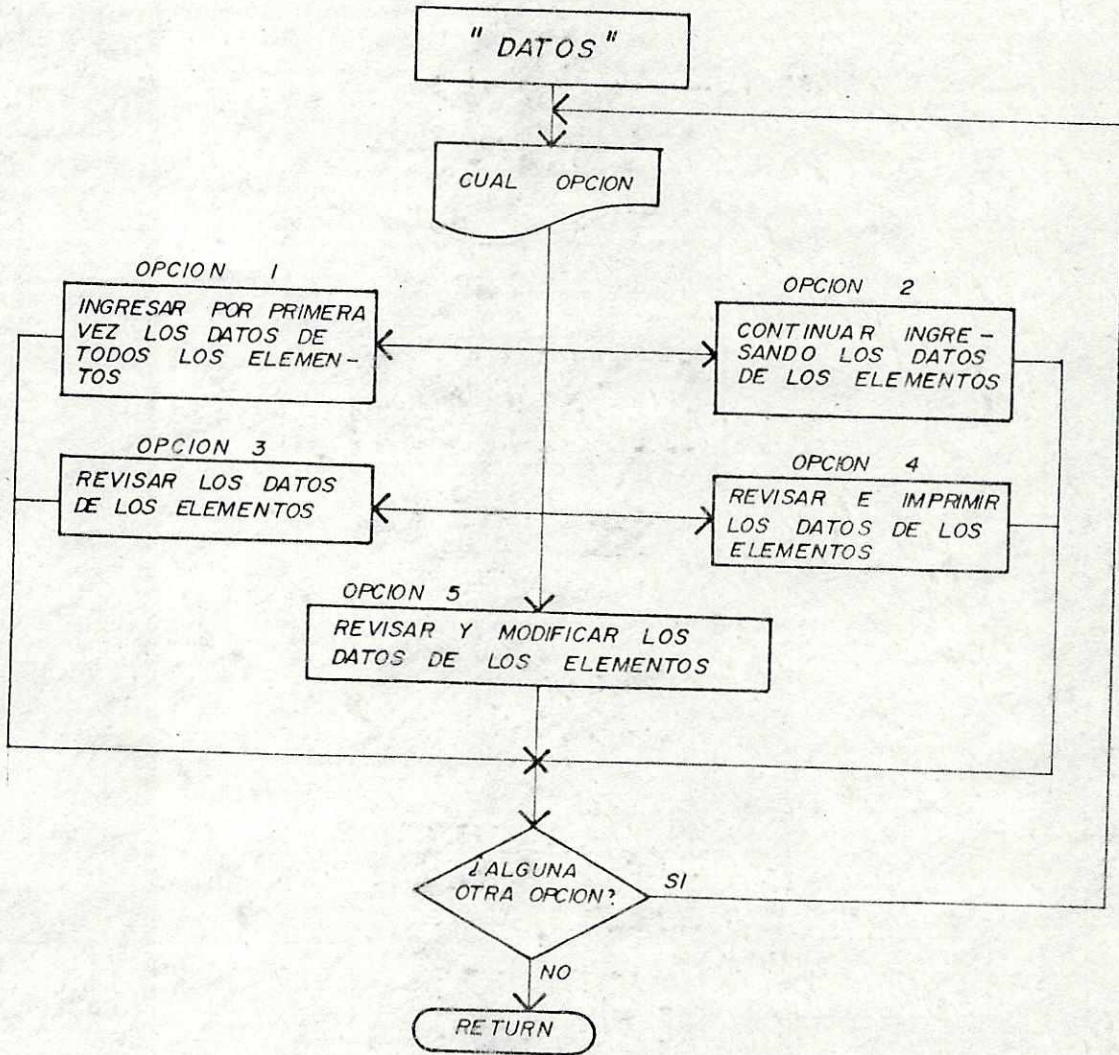 "DATOS"
CUAL OPCION
OPCION 1
INGRESAR POR PRIMERA
VEZ LOS DATOS DE
TODOS LOS ELEMEN-
TOS
OPCION 2
CONTINUAR INGRE-
SANDO LOS DATOS
DE LOS ELEMENTOS
OPCION 3
REVISAR LOS DATOS
DE LOS ELEMENTOS
OPCION 4
REVISAR E IMPRIMIR
LOS DATOS DE LOS
ELEMENTOS
OPCION 5
REVISAR Y MODIFICAR LOS
DATOS DE LOS ELEMENTOS
¿ALGUNA
OTRA OPCION?
SI
NO
RETURN